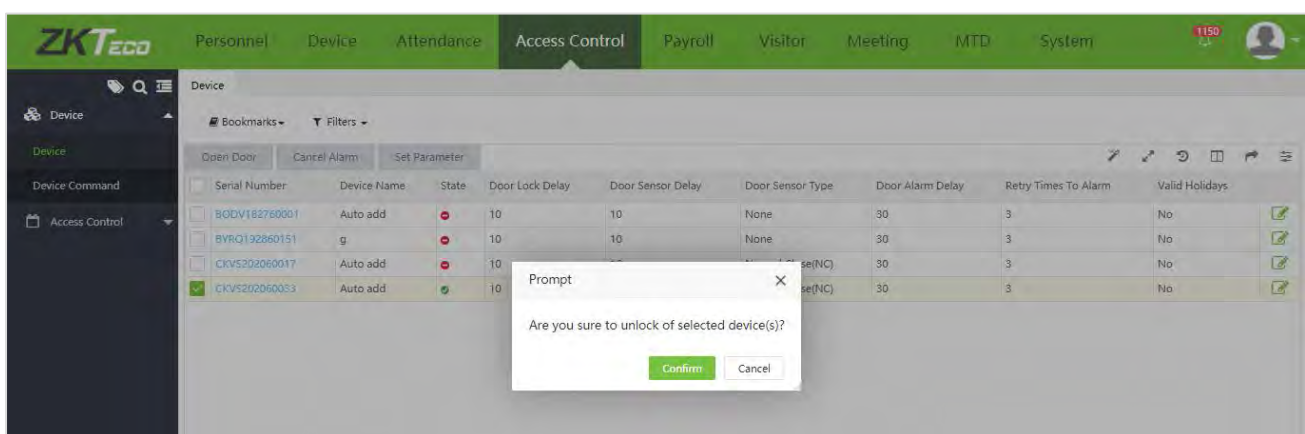 ZKTeco Personnel Device Attendance Access Control Payroll Visitor Meeting MTD System 1150
Device
Device
Bookmarks Filters
Device
Open Door Cancel Alarm Set Parameter
Device Command
Serial Number Device Name State Door Lock Delay Door Sensor Delay Door Sensor Type Door Alarm Delay Retry Times To Alarm Valid Holidays
Access Control
BODV182760001 Auto add 10 10 None 30 3 No
BYRQ192860151 g 10 10 None 30 3 No
CKVS202060017 Auto add 10 se(NC) 30 3 No
CKVS202060033 Auto add 10 se(NC) 30 3 No
Prompt
Are you sure to unlock of selected device(s)?
Confirm Cancel